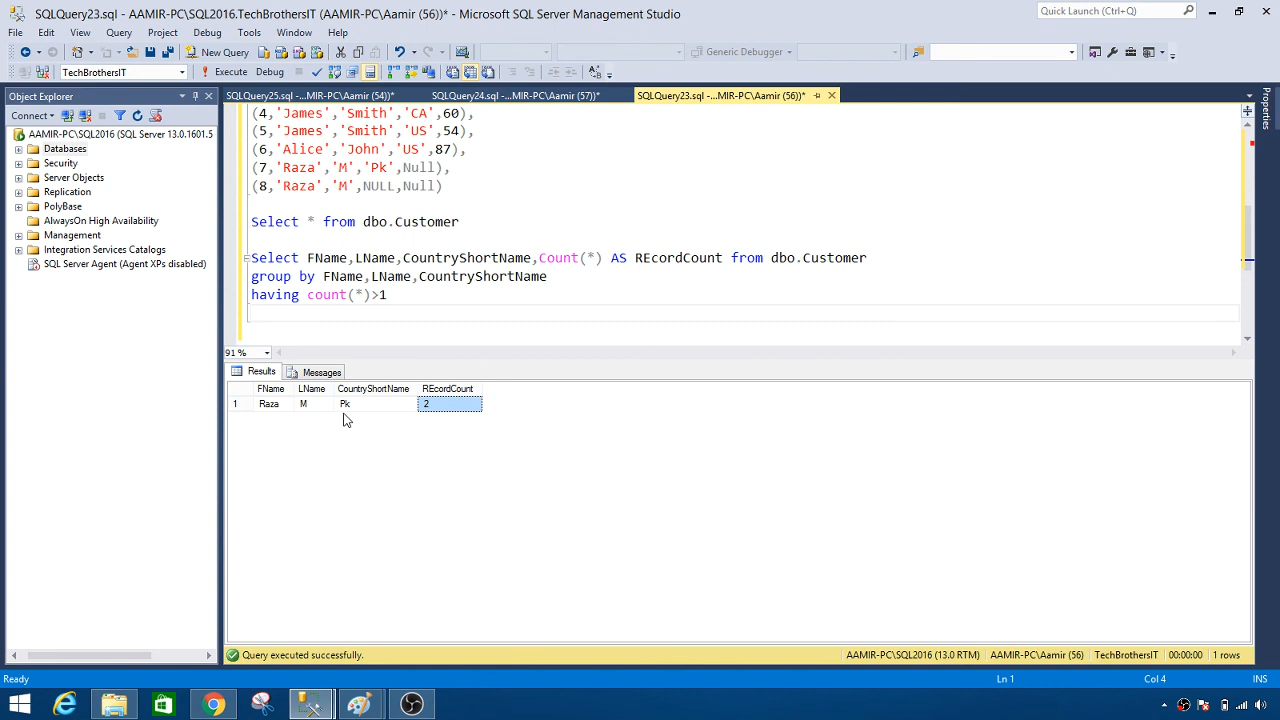 SQLQuery23.sql - AAMIR-PC\SQL2016.TechBrothersIT (AAMIR-PC\Aamir (56))* - Microsoft SQL Server Management Studio
Quick Launch (Ctrl+Q)
File Edit View Query Project Debug Tools Window Help
New Query
Generic Debugger
TechBrothersIT
Execute Debug
Object Explorer
SQLQuery25.sql -...MIR-PC\Aamir (54))*
SQLQuery24.sql -...MIR-PC\Aamir (57))*
SQLQuery23.sql -...MIR-PC\Aamir (56))*
Properties
Connect
AAMIR-PC\SQL2016 (SQL Server 13.0.1601.5
Databases
Security
Server Objects
Replication
PolyBase
AlwaysOn High Availability
Management
Integration Services Catalogs
SQL Server Agent (Agent XPs disabled)
(4,'James','Smith','CA',60),
(5,'James','Smith','US',54),
(6,'Alice','John','US',87),
(7,'Raza','M','Pk',Null),
(8,'Raza','M',NULL,Null)
Select * from dbo.Customer
Select FName,LName,CountryShortName,Count(*) AS REcordCount from dbo.Customer
group by FName,LName,CountryShortName
having count(*)>1
91 %
Results Messages
FName LName CountryShortName REcordCount
1 Raza M Pk 2
Query executed successfully.
AAMIR-PC\SQL2016 (13.0 RTM) AAMIR-PC\Aamir (56) TechBrothersIT 00:00:00 1 rows
Ready
Ln 1 Col 4 INS